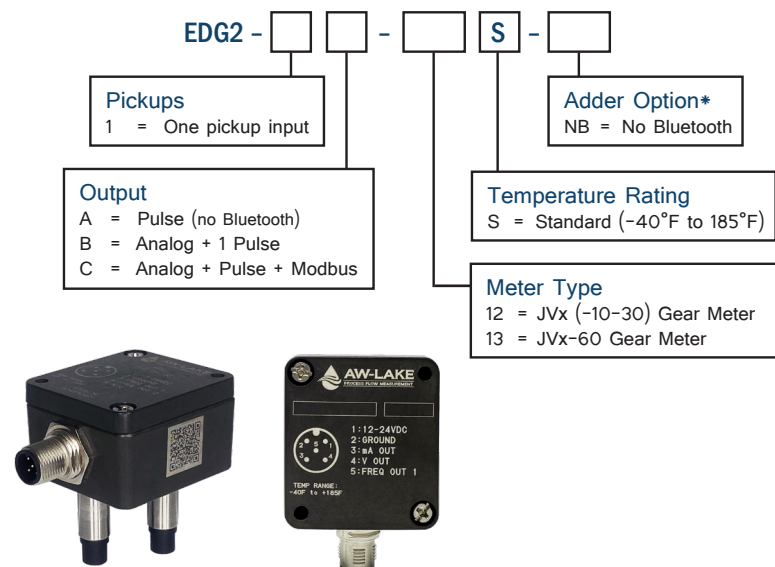 EDG2 – S –
Pickups
1 = One pickup input
Adder Option*
NB = No Bluetooth
Output
A = Pulse (no Bluetooth)
B = Analog + 1 Pulse
C = Analog + Pulse + Modbus
Temperature Rating
S = Standard (-40°F to 185°F)
Meter Type
12 = JVx (-10-30) Gear Meter
13 = JVx-60 Gear Meter
AW-LAKE
AW-LAKE
PROCESS FLOW MEASUREMENT
1:12-24VDC
2:GROUND
3:mA OUT
4:V OUT
5:FREQ OUT 1
2 1
5
3 4
TEMP RANGE:
-40F to +185F